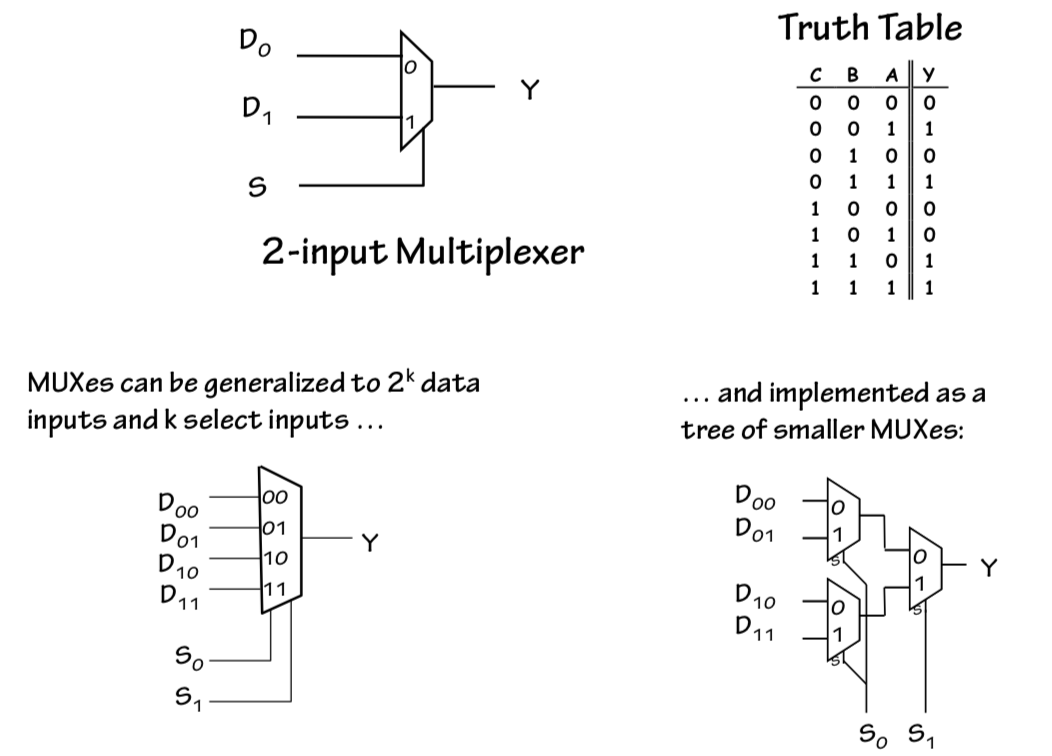 D0
D1
S
0
1
Y
2-input Multiplexer
Truth Table
C B A Y
0 0 0 0
0 0 1 1
0 1 0 0
0 1 1 1
1 0 0 0
1 0 1 0
1 1 0 1
1 1 1 1
MUXes can be generalized to 2^k data
inputs and k select inputs ...
D00
D01
D10
D11
00
01
10
11
Y
S0
S1
... and implemented as a
tree of smaller MUXes:
D00
D01
0
1
S
D10
D11
0
1
S
0
1
S
Y
S0 S1